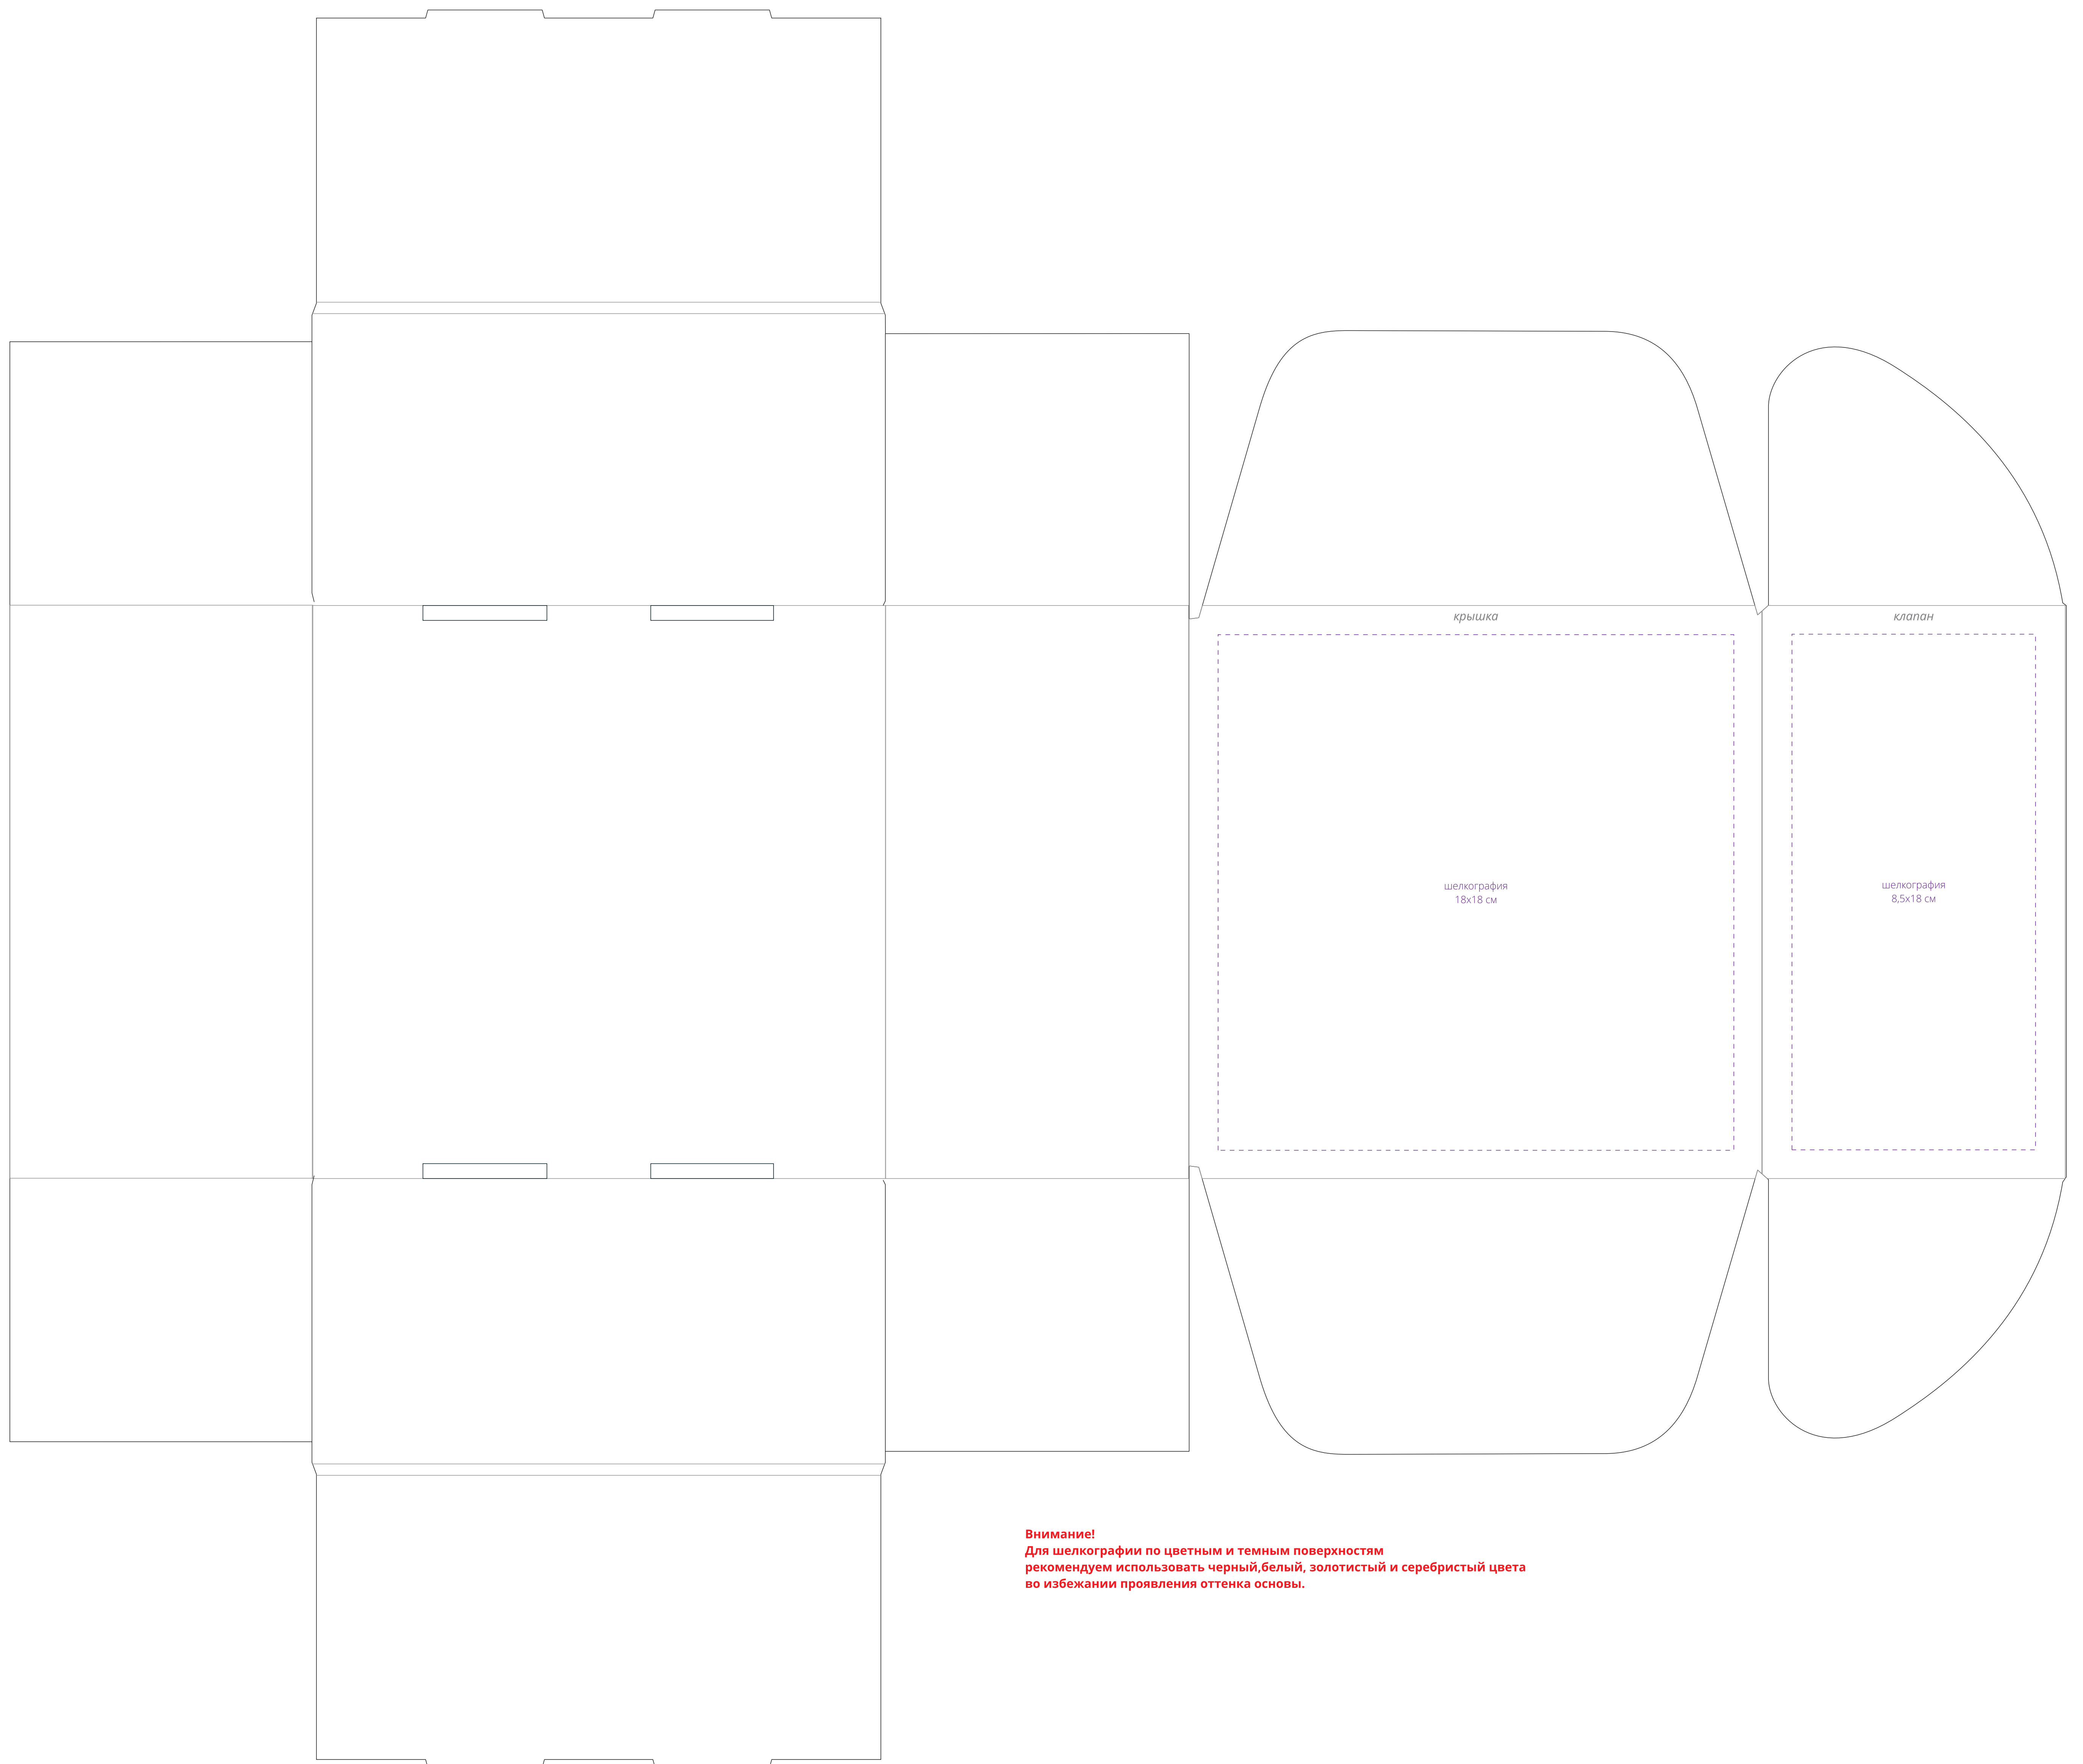 крышка
клапан
шелкография
18х18 см
шелкография
8,5х18 см
Внимание!
Для шелкографии по цветным и темным поверхностям
рекомендуем использовать черный,белый, золотистый и серебристый цвета
во избежании проявления оттенка основы.